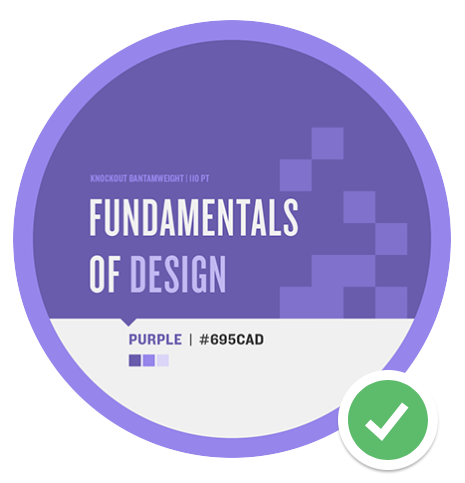 KNOCKOUT BANTAMWEIGHT | 110 PT
FUNDAMENTALS
OF DESIGN
PURPLE | #695CAD